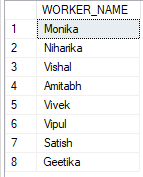 WORKER_NAME
1 Monika
2 Niharika
3 Vishal
4 Amitabh
5 Vivek
6 Vipul
7 Satish
8 Geetika